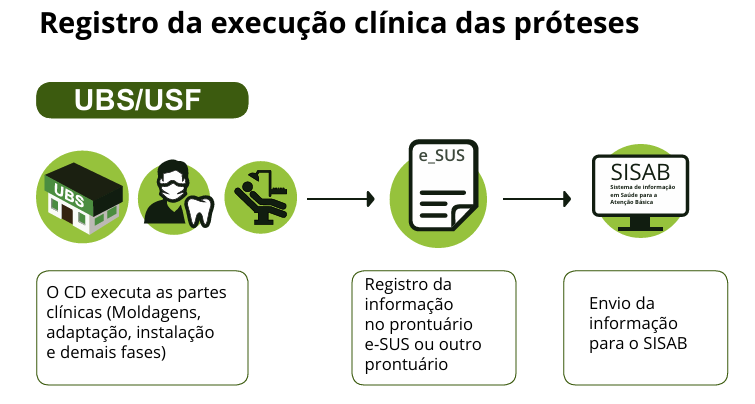 Registro da execução clínica das próteses
UBS/USF
UBS
e_SUS
SISAB
Sistema de informação
em Saúde para a
Atenção Básica
O CD executa as partes
clínicas (Moldagens,
adaptação, instalação
e demais fases)
Registro da
informação
no prontuário
e-SUS ou outro
prontuário
Envio da
informação
para o SISAB